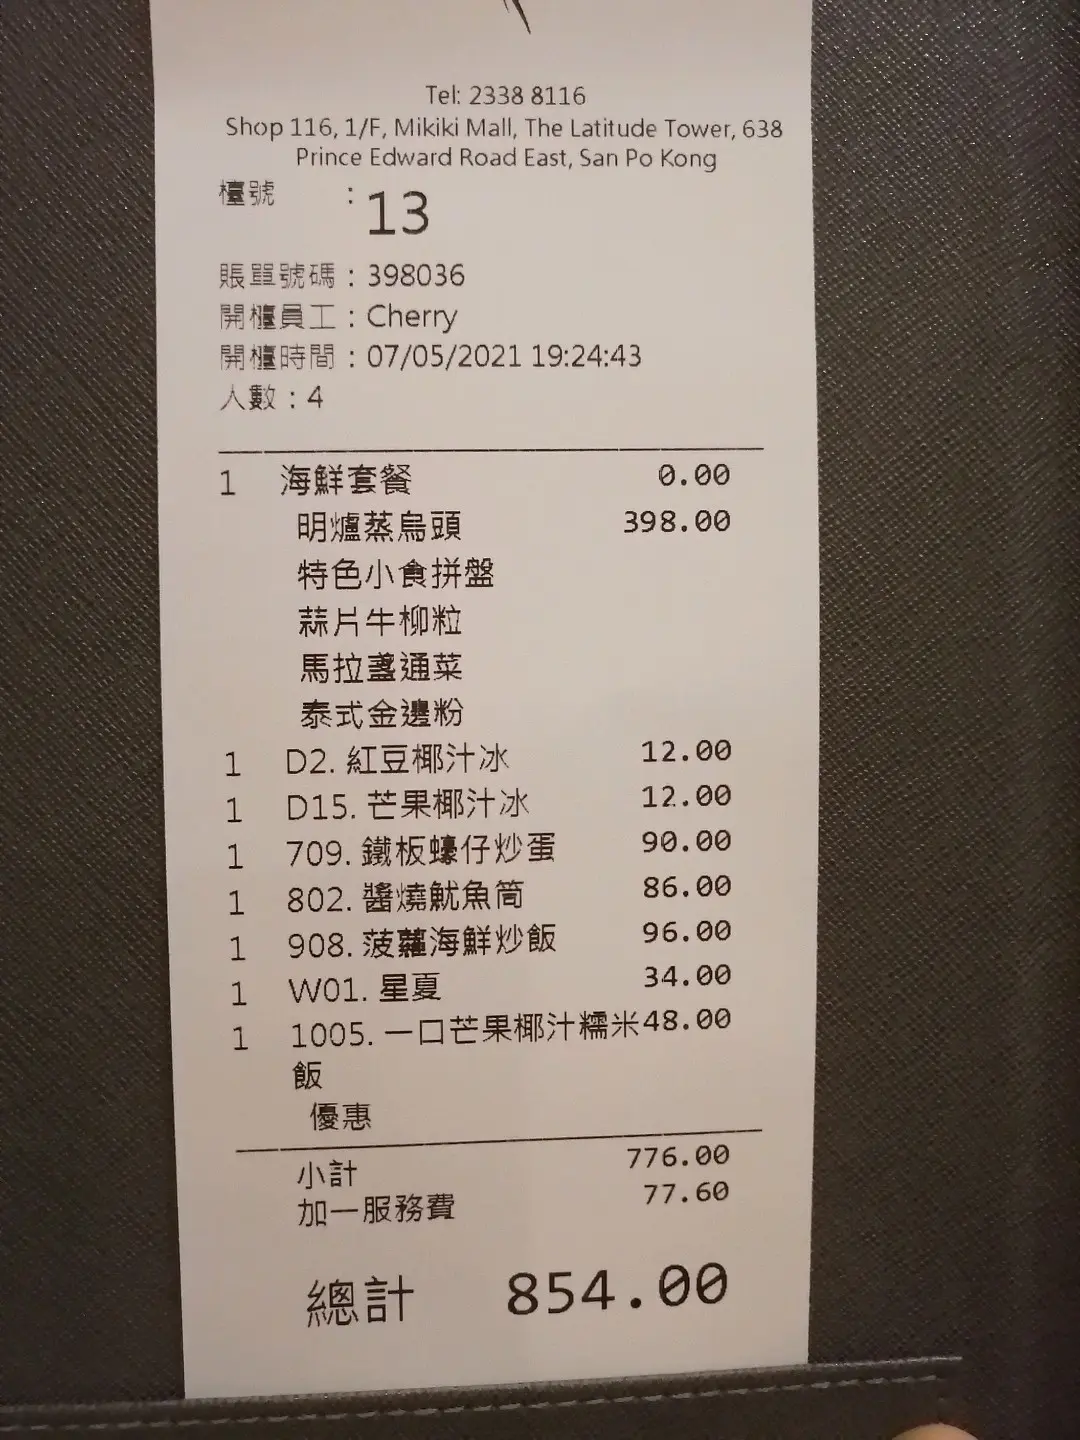 Tel: 2338 8116
Shop 116, 1/F, Mikiki Mall, The Latitude Tower, 638
Prince Edward Road East, San Po Kong
檯號 : 13
賬單號碼 : 398036
開檯員工 : Cherry
開檯時間 : 07/05/2021 19:24:43
人數 : 4
1 海鮮套餐 0.00
明爐蒸烏頭 398.00
特色小食拼盤
蒜片牛柳粒
馬拉盞通菜
泰式金邊粉
1 D2. 紅豆椰汁冰 12.00
1 D15. 芒果椰汁冰 12.00
1 709. 鐵板蠔仔炒蛋 90.00
1 802. 醬燒魷魚筒 86.00
1 908. 菠蘿海鮮炒飯 96.00
1 W01. 星夏 34.00
1 1005. 一口芒果椰汁糯米 48.00
飯
優惠
小計 776.00
加一服務費 77.60
總計 854.00